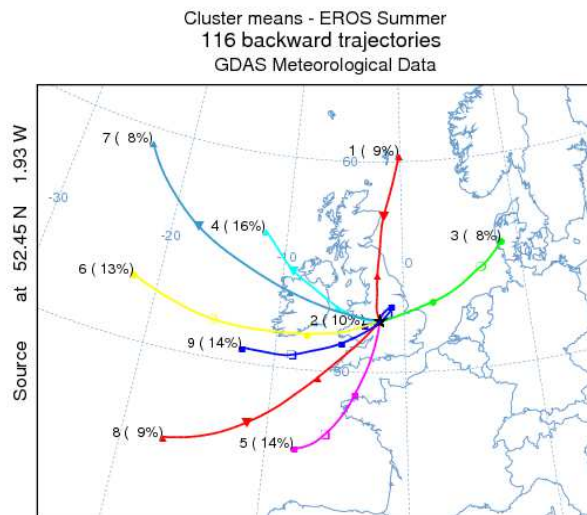 Cluster means - EROS Summer
116 backward trajectories
GDAS Meteorological Data
Source at 52.45 N 1.93 W
7 ( 8%)
1 ( 9%)
60
-30
-20
4 (16%)
-10
3 ( 8%)
0
6 (13%)
2 (10%)
9 (14%)
50
8 ( 9%)
5 (14%)